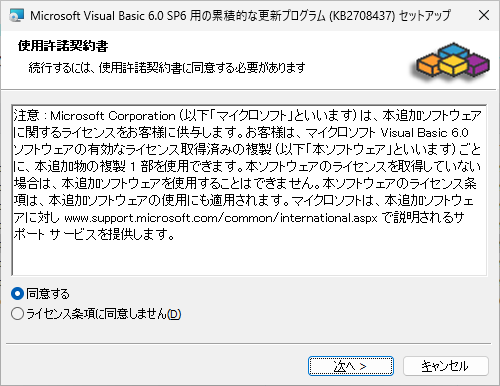 Microsoft Visual Basic 6.0 SP6 用の累積的な更新プログラム (KB2708437) セットアップ
使用許諾契約書
続行するには、使用許諾契約書に同意する必要があります
注意 : Microsoft Corporation (以下「マイクロソフト」といいます) は、本追加ソフトウェア
に関するライセンスをお客様に供与します。お客様は、マイクロソフト Visual Basic 6.0
ソフトウェアの有効なライセンス取得済みの複製 (以下「本ソフトウェア」といいます) ごと
に、本追加物の複製 1 部を使用できます。本ソフトウェアのライセンスを取得していない
場合は、本追加ソフトウェアを使用することはできません。本ソフトウェアのライセンス条
項は、本追加ソフトウェアの使用にも適用されます。マイクロソフトは、本追加ソフトウェ
アに対し www.support.microsoft.com/common/international.aspx で説明されるサ
ポート サービスを提供します。
同意する
ライセンス条項に同意しません(D)
次へ >
キャンセル